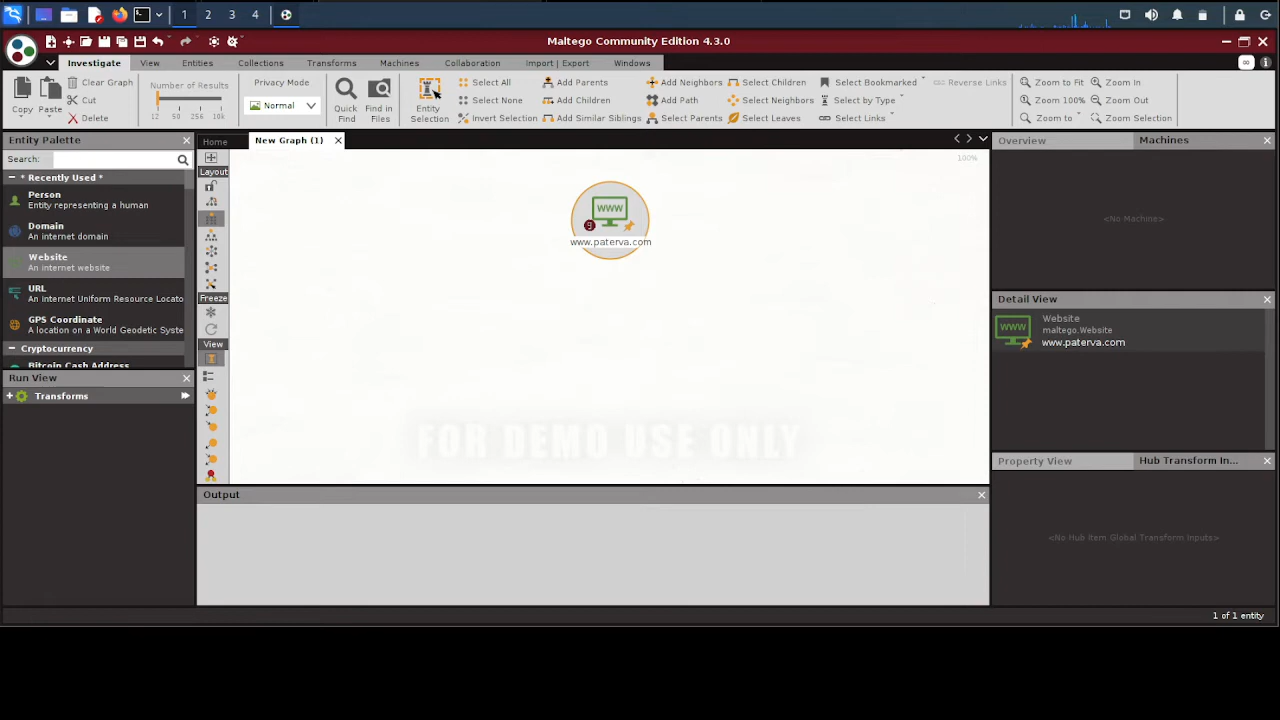 1 2 3 4
Maltego Community Edition 4.3.0
Investigate View Entities Collections Transforms Machines Collaboration Import | Export Windows
Copy
Paste
Clear Graph
Cut
Delete
Number of Results
12 50 256 10k
Privacy Mode
Normal
Quick Find
Find in Files
Entity Selection
Select All
Select None
Invert Selection
Add Parents
Add Children
Add Similar Siblings
Add Neighbors
Add Path
Select Parents
Select Children
Select Neighbors
Select Leaves
Select Bookmarked
Select by Type
Select Links
Reverse Links
Zoom to Fit
Zoom 100%
Zoom to
Zoom In
Zoom Out
Zoom Selection
Entity Palette
Search:
* Recently Used *
Person
Entity representing a human
Domain
An internet domain
Website
An internet website
URL
An internet Uniform Resource Locato
GPS Coordinate
A location on a World Geodetic Syste
Cryptocurrency
Bitcoin Cash Address
Run View
Transforms
Home
New Graph (1)
Layout
Freeze
View
100%
WWW
www.paterva.com
FOR DEMO USE ONLY
Output
Overview
Machines
<No Machine>
Detail View
WWW
Website
maltego.Website
www.paterva.com
Property View
Hub Transform In...
<No Hub Item Global Transform Inputs>
1 of 1 entity